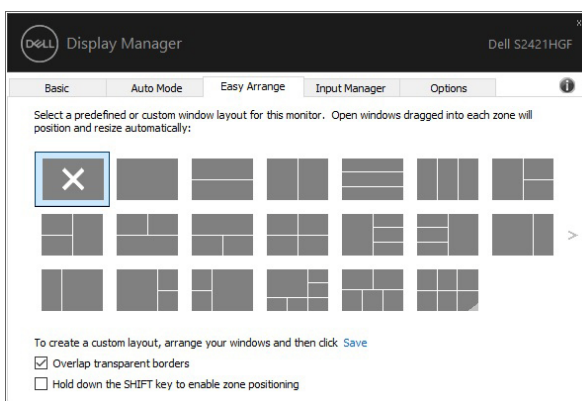 DELL Display Manager
Dell S2421HGF
Basic
Auto Mode
Easy Arrange
Input Manager
Options
Select a predefined or custom window layout for this monitor. Open windows dragged into each zone will
position and resize automatically:
To create a custom layout, arrange your windows and then click Save
Overlap transparent borders
Hold down the SHIFT key to enable zone positioning